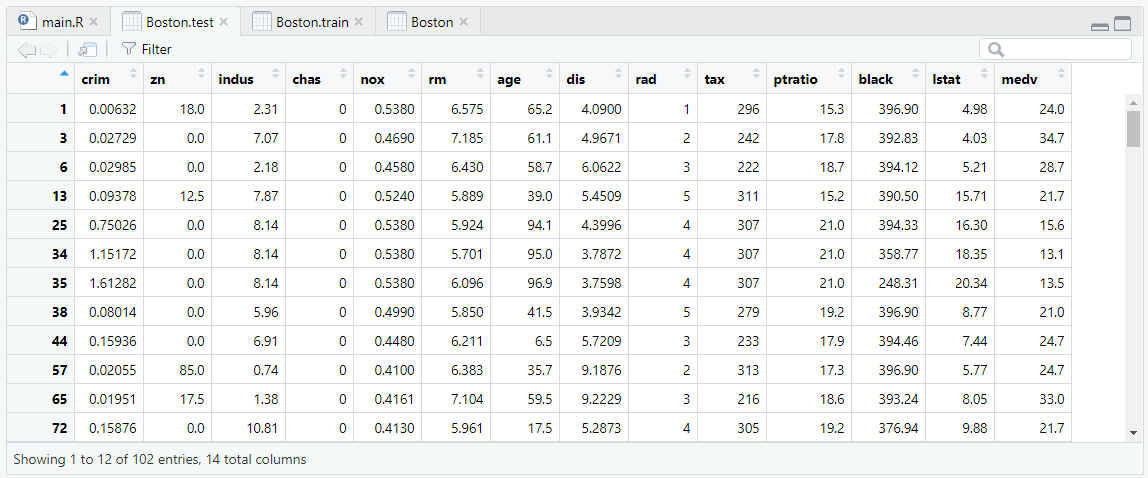 main.R Boston.test Boston.train Boston
Filter
crim zn indus chas nox rm age dis rad tax ptratio black lstat medv
1 0.00632 18.0 2.31 0 0.5380 6.575 65.2 4.0900 1 296 15.3 396.90 4.98 24.0
3 0.02729 0.0 7.07 0 0.4690 7.185 61.1 4.9671 2 242 17.8 392.83 4.03 34.7
6 0.02985 0.0 2.18 0 0.4580 6.430 58.7 6.0622 3 222 18.7 394.12 5.21 28.7
13 0.09378 12.5 7.87 0 0.5240 5.889 39.0 5.4509 5 311 15.2 390.50 15.71 21.7
25 0.75026 0.0 8.14 0 0.5380 5.924 94.1 4.3996 4 307 21.0 394.33 16.30 15.6
34 1.15172 0.0 8.14 0 0.5380 5.701 95.0 3.7872 4 307 21.0 358.77 18.35 13.1
35 1.61282 0.0 8.14 0 0.5380 6.096 96.9 3.7598 4 307 21.0 248.31 20.34 13.5
38 0.08014 0.0 5.96 0 0.4990 5.850 41.5 3.9342 5 279 19.2 396.90 8.77 21.0
44 0.15936 0.0 6.91 0 0.4480 6.211 6.5 5.7209 3 233 17.9 394.46 7.44 24.7
57 0.02055 85.0 0.74 0 0.4100 6.383 35.7 9.1876 2 313 17.3 396.90 5.77 24.7
65 0.01951 17.5 1.38 0 0.4161 7.104 59.5 9.2229 3 216 18.6 393.24 8.05 33.0
72 0.15876 0.0 10.81 0 0.4130 5.961 17.5 5.2873 4 305 19.2 376.94 9.88 21.7
Showing 1 to 12 of 102 entries, 14 total columns